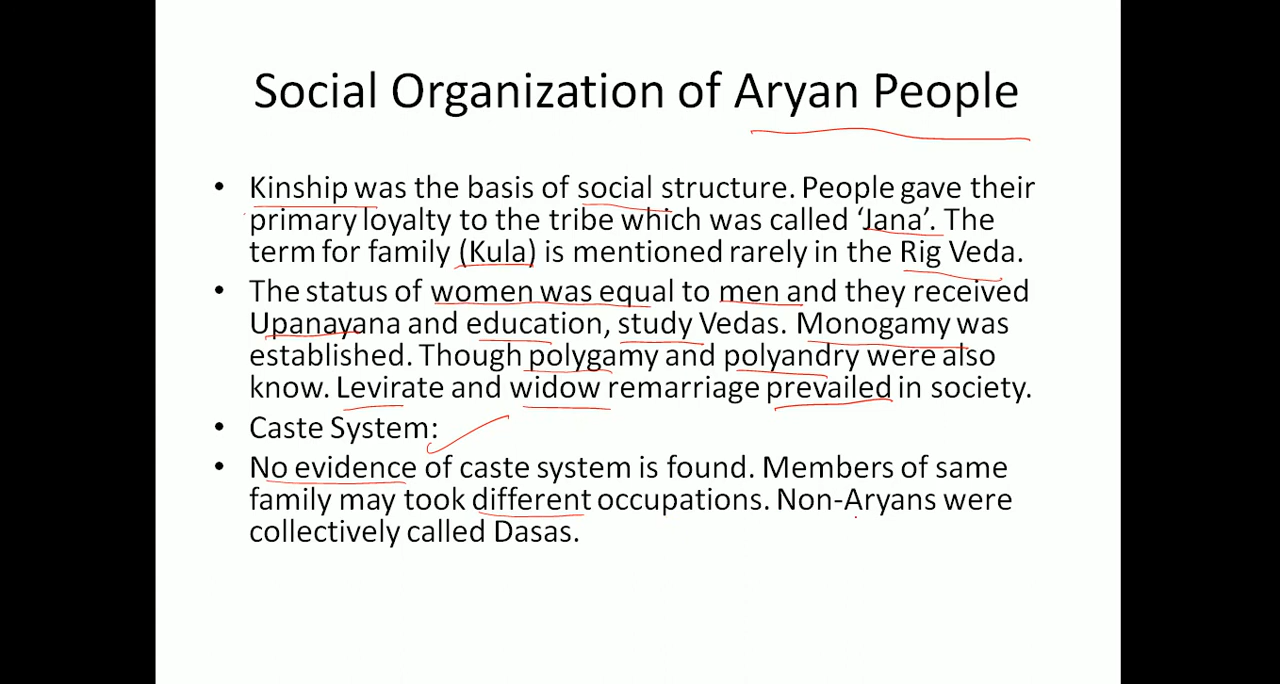 Social Organization of Aryan People
• Kinship was the basis of social structure. People gave their
primary loyalty to the tribe which was called ‘Jana’. The
term for family (Kula) is mentioned rarely in the Rig Veda.
• The status of women was equal to men and they received
Upanayana and education, study Vedas. Monogamy was
established. Though polygamy and polyandry were also
know. Levirate and widow remarriage prevailed in society.
• Caste System:
• No evidence of caste system is found. Members of same
family may took different occupations. Non-Aryans were
collectively called Dasas.